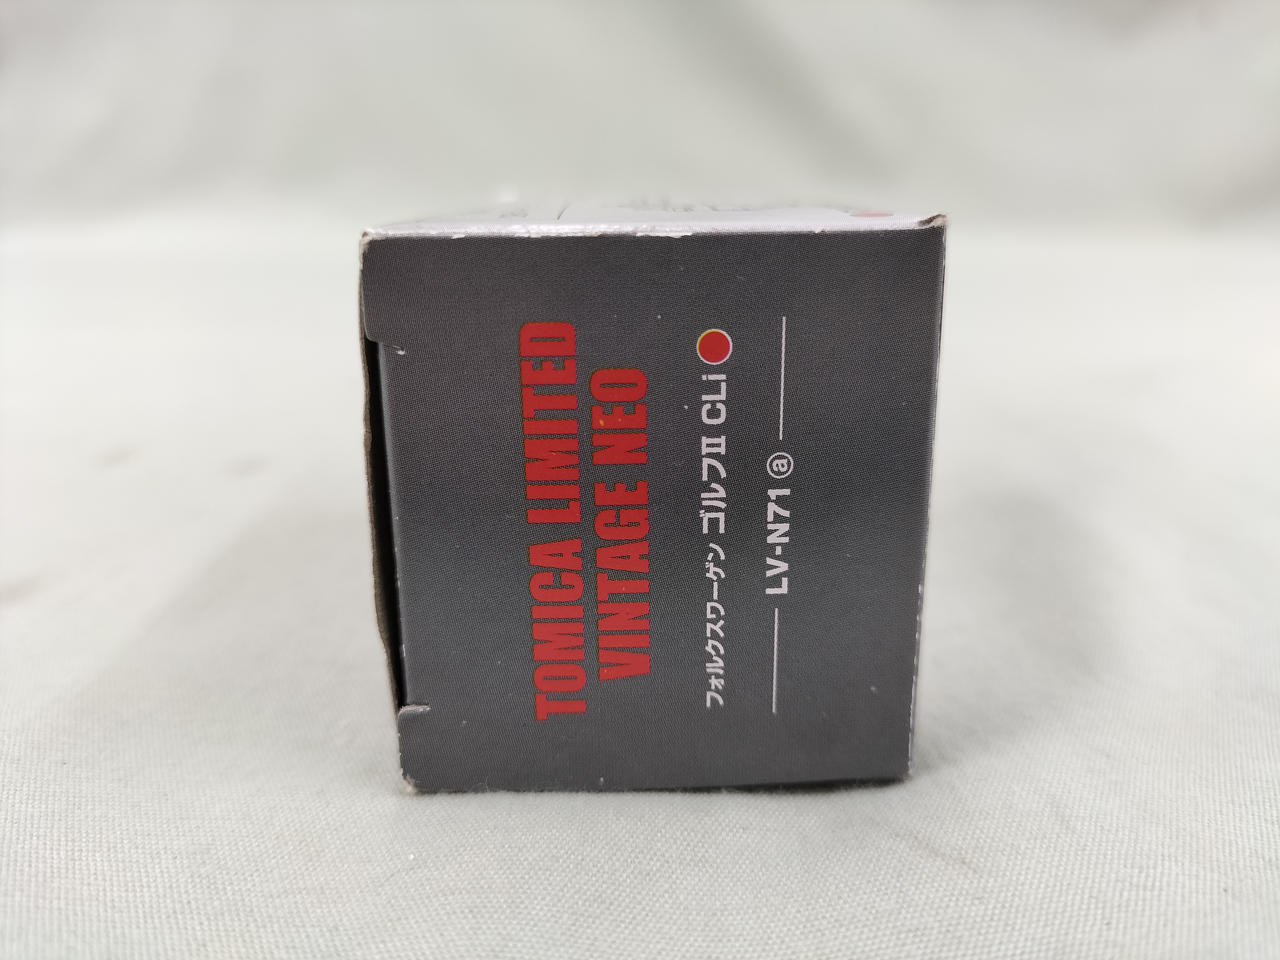 TOMICA LIMITED
VINTAGE NEO
フォルクスワーゲン ゴルフII CLi
LV-N71 ⓐ